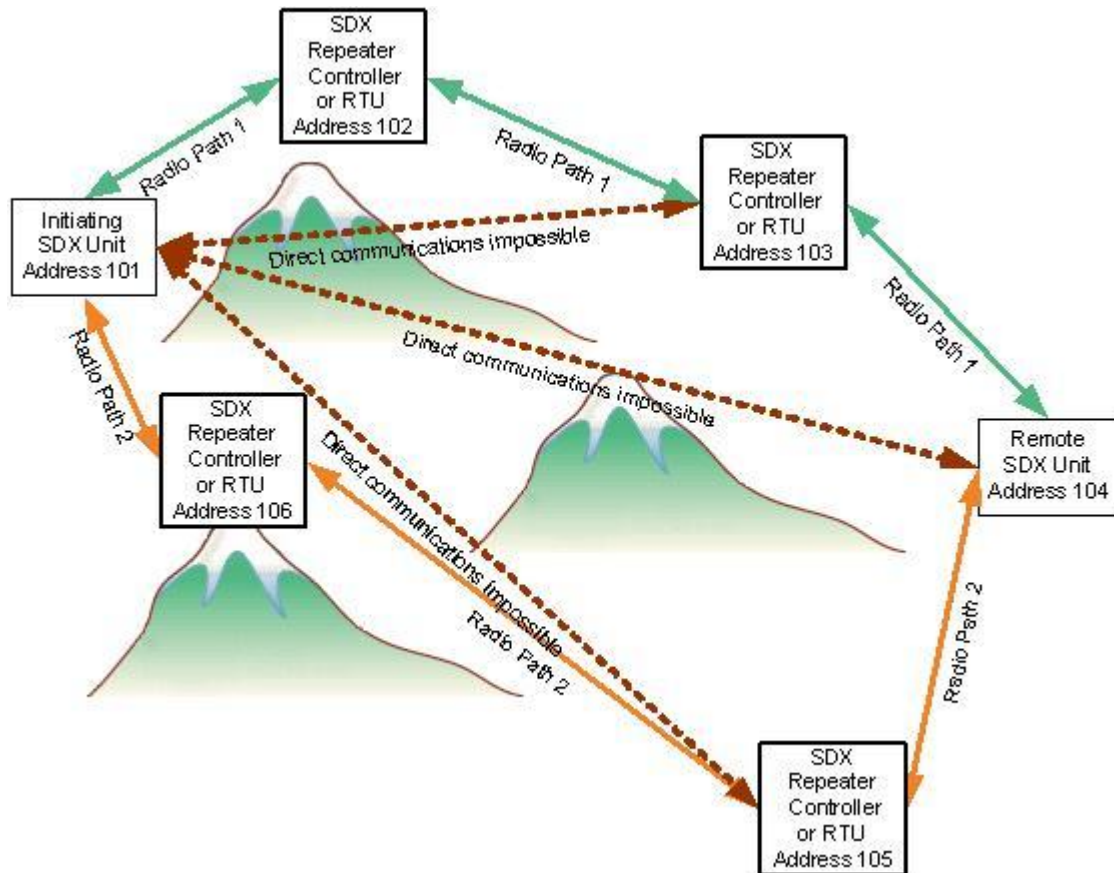 SDX
Repeater
Controller
or RTU
Address 102
Radio Path 1
Radio Path 1
SDX
Repeater
Controller
or RTU
Address 103
Initiating
SDX Unit
Address 101
Direct communications impossible
Radio Path 1
Direct communications impossible
Radio Path 2
SDX
Repeater
Controller
or RTU
Address 106
Direct communications impossible
Remote
SDX Unit
Address 104
Radio Path 2
Radio Path 2
SDX
Repeater
Controller
or RTU
Address 105